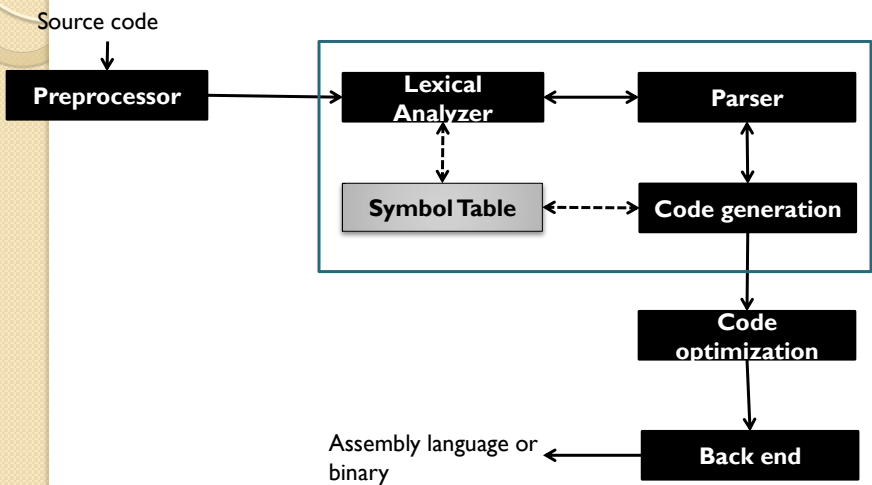 Source code
Preprocessor
Lexical
Analyzer
Parser
Symbol Table
Code generation
Code
optimization
Assembly language or
binary
Back end